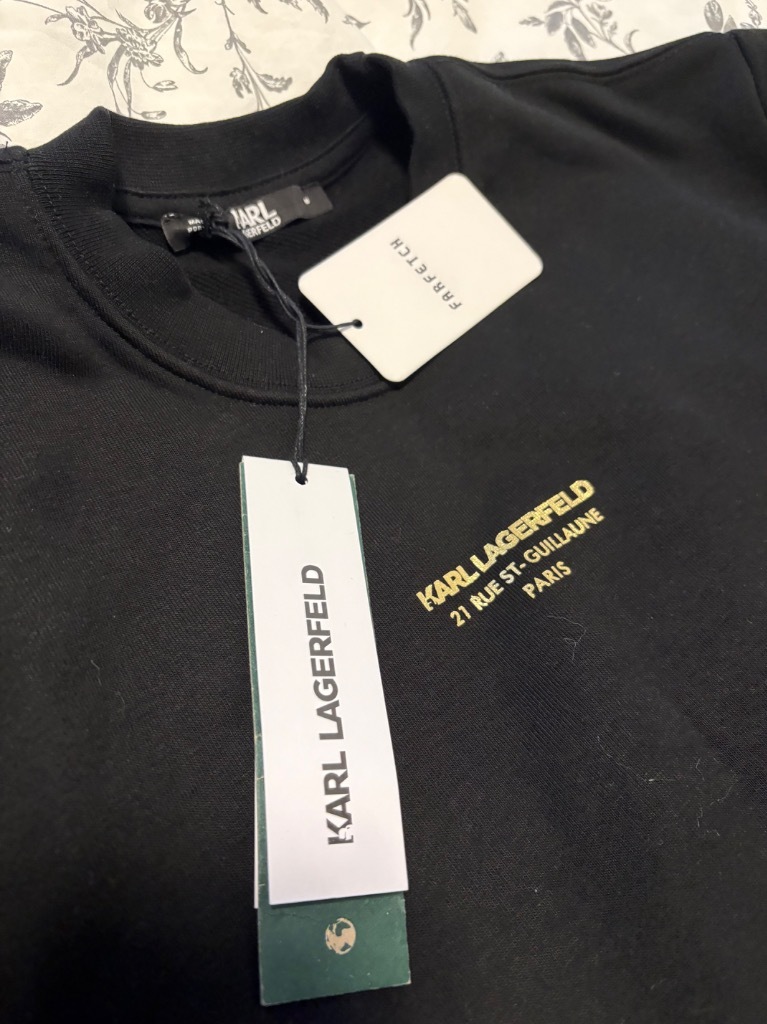 KARL
LAGERFELD
FARFETCH
KARL LAGERFELD
21 RUE ST-GUILLAUNE
PARIS
KARL LAGERFELD